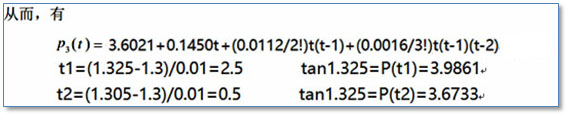 从而，有
p₃(t) = 3.6021+0.1450t+(0.0112/2!)t(t-1)+(0.0016/3!)t(t-1)(t-2)
t1=(1.325-1.3)/0.01=2.5 tan1.325=P(t1)=3.9861↵
t2=(1.305-1.3)/0.01=0.5 tan1.325=P(t2)=3.6733↵